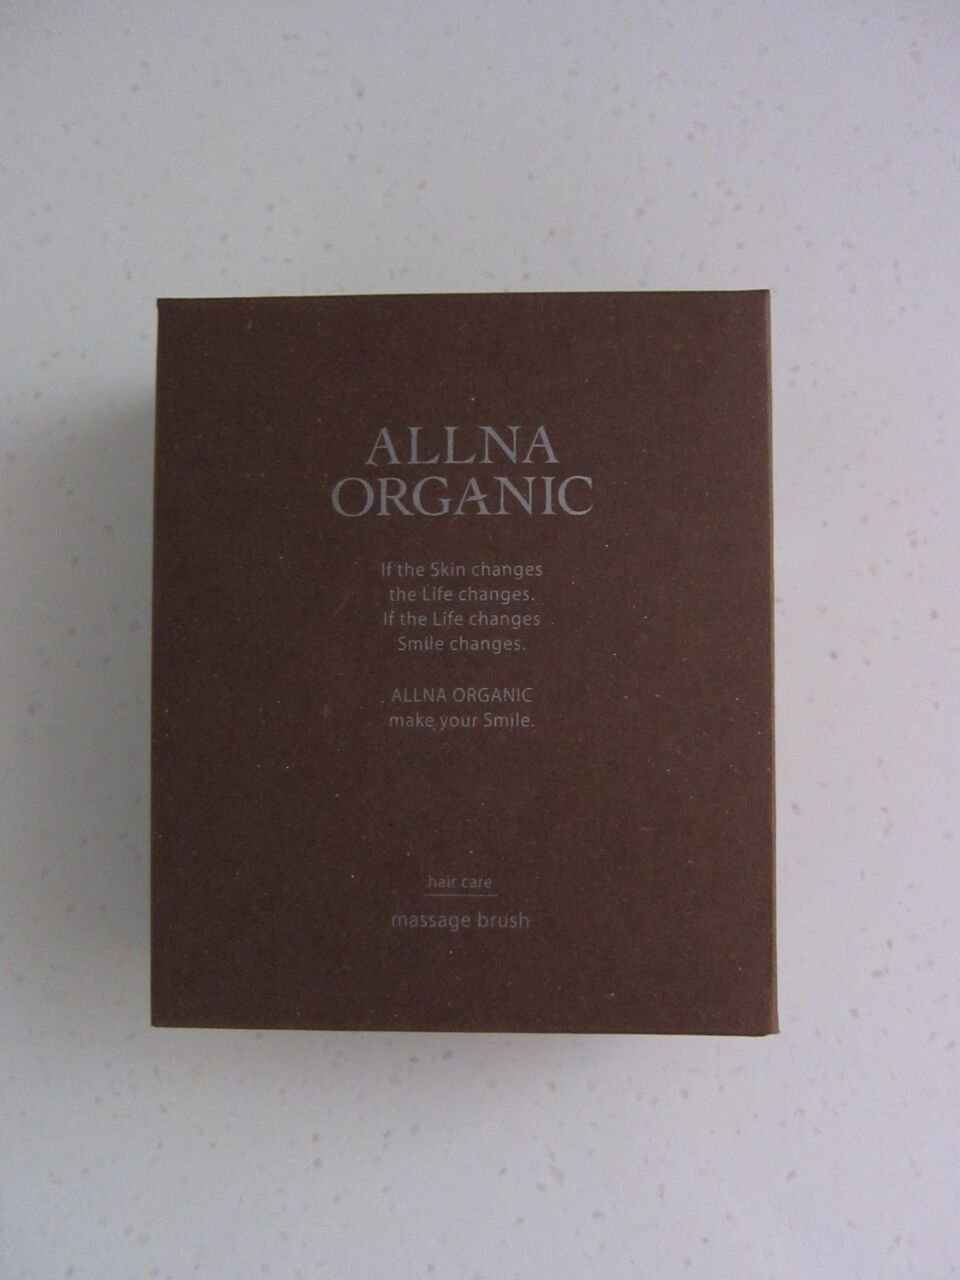 ALLNA
ORGANIC
If the Skin changes
the Life changes.
If the Life changes
Smile changes.
ALLNA ORGANIC
make your Smile.
hair care
massage brush